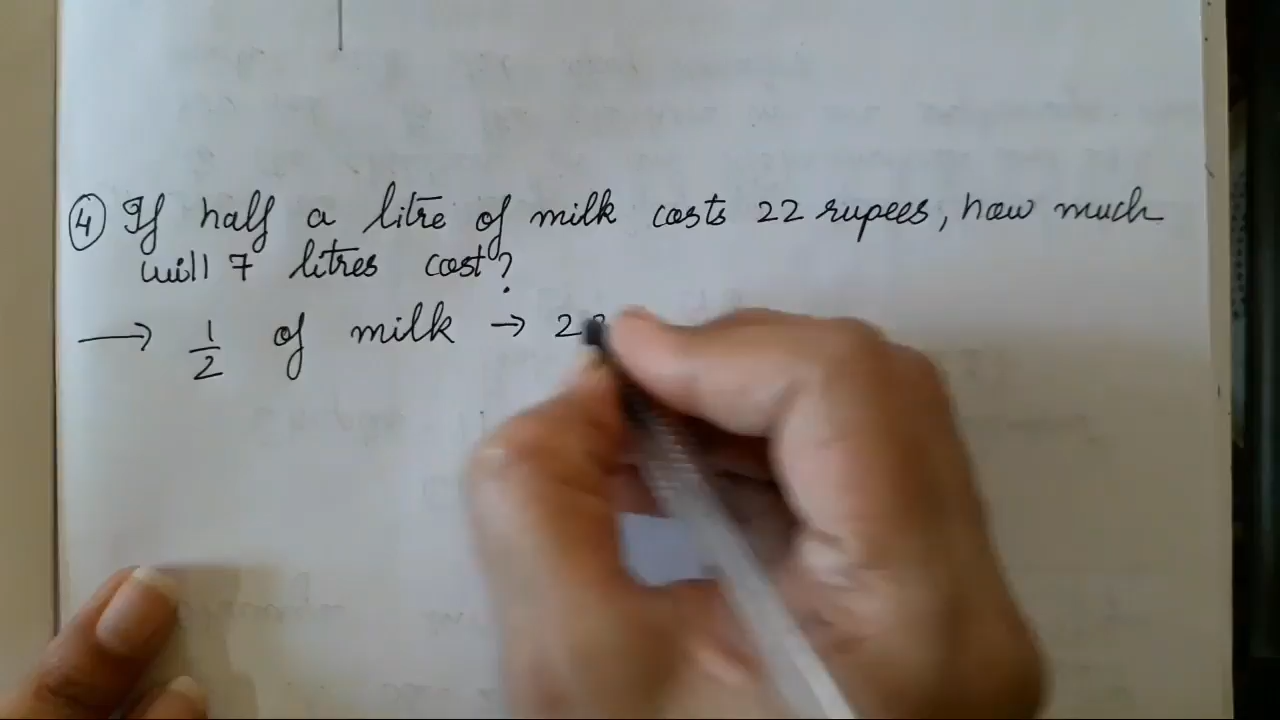 ④ If half a litre of milk costs 22 rupees, how much
will 7 litres cost?
→ 1/2 of milk → 22